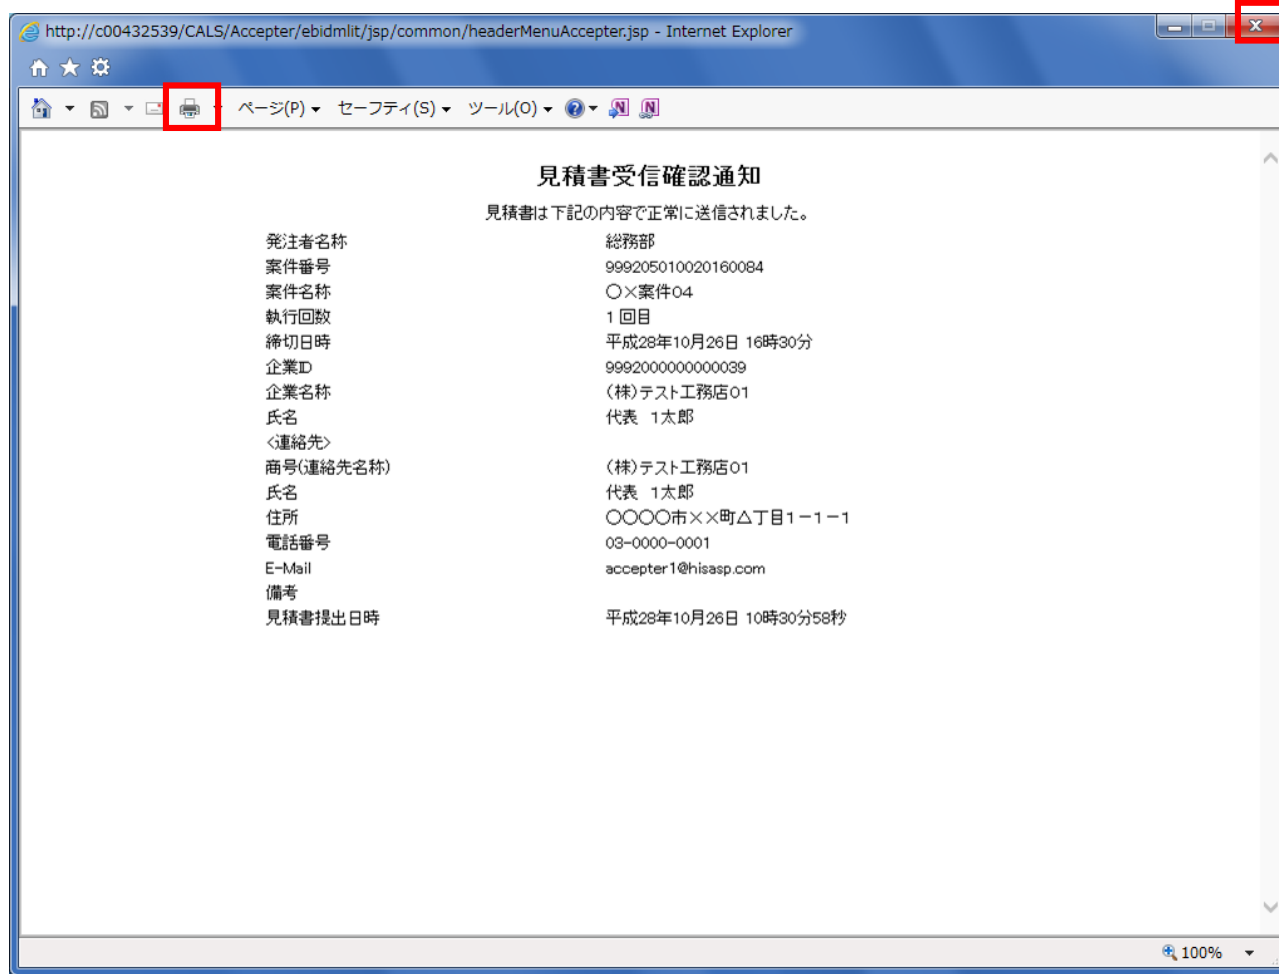 http://c00432539/CALS/Accepter/ebidmlit/jsp/common/headerMenuAccepter.jsp - Internet Explorer
ページ(P) セーフティ(S) ツール(O)
見積書受信確認通知
見積書は下記の内容で正常に送信されました。
発注者名称 総務部
案件番号 999205010020160084
案件名称 〇×案件04
執行回数 1 回目
締切日時 平成28年10月26日 16時30分
企業ID 9992000000000039
企業名称 (株)テスト工務店01
氏名 代表 1太郎
<連絡先>
商号(連絡先名称) (株)テスト工務店01
氏名 代表 1太郎
住所 〇〇〇〇市××町△丁目1-1-1
電話番号 03-0000-0001
E-Mail accepter1@hisasp.com
備考
見積書提出日時 平成28年10月26日 10時30分58秒
100%